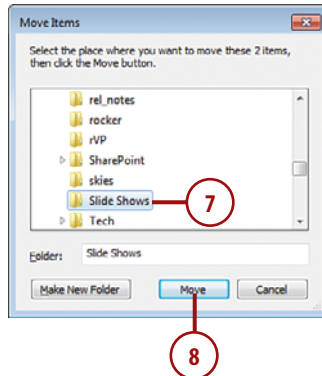 Move Items
Select the place where you want to move these 2 items,
then click the Move button.
rel_notes
rocker
rVP
SharePoint
skies
Slide Shows
7
Tech
Folder: Slide Shows
Make New Folder Move Cancel
8